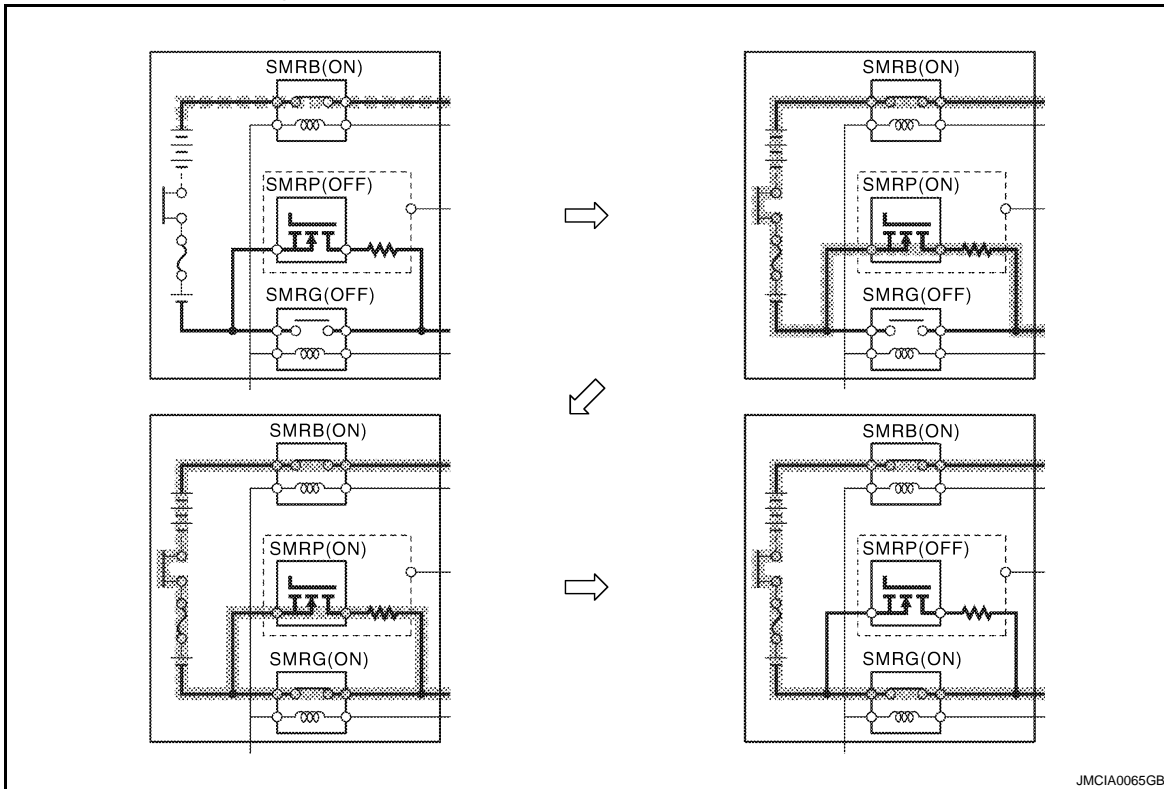 SMRB(ON)
SMRP(OFF)
SMRG(OFF)
SMRB(ON)
SMRP(ON)
SMRG(OFF)
SMRB(ON)
SMRP(ON)
SMRG(ON)
SMRB(ON)
SMRP(OFF)
SMRG(ON)
JMCIA0065GB